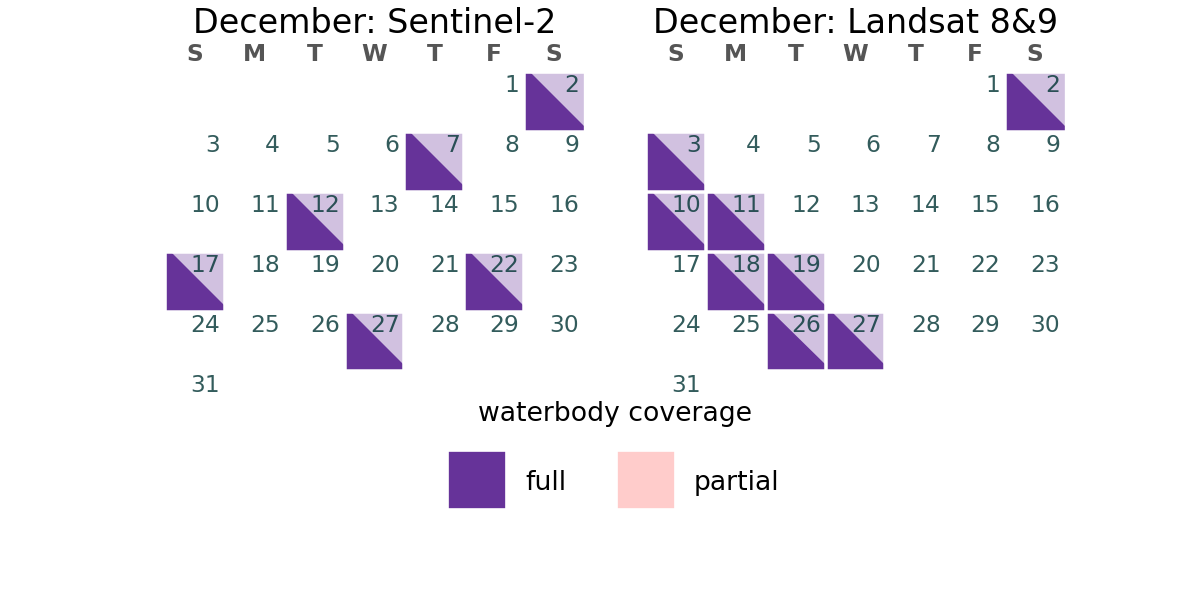 December: Sentinel-2
S M T W T F S
1 2
3 4 5 6 7 8 9
10 11 12 13 14 15 16
17 18 19 20 21 22 23
24 25 26 27 28 29 30
31
December: Landsat 8&9
S M T W T F S
1 2
3 4 5 6 7 8 9
10 11 12 13 14 15 16
17 18 19 20 21 22 23
24 25 26 27 28 29 30
31
waterbody coverage
full partial